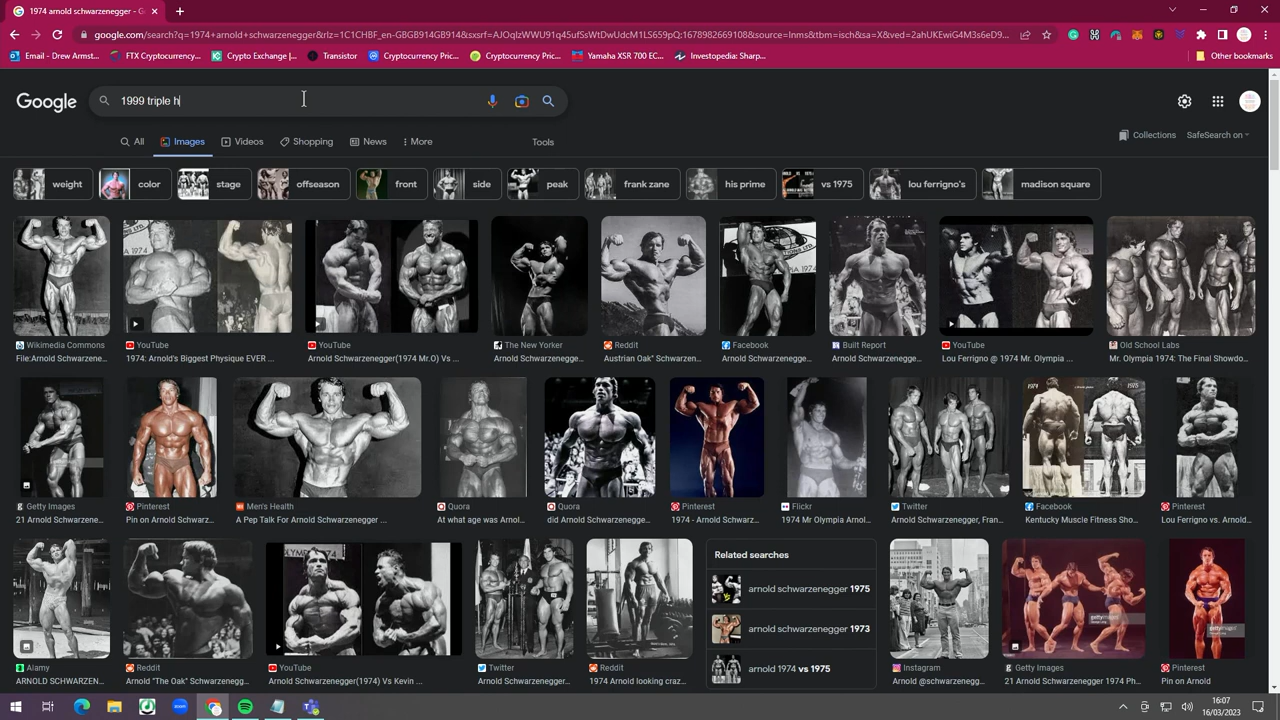 1974 arnold schwarzenegger - G
google.com/search?q=1974+arnold+schwarzenegger&rlz=1C1CHBF_en-GBGB914GB914&sxsrf=AJOqlzWWU91q45ufSsWtDwUdcM1LS659pQ:1678982669108&source=lnms&tbm=isch&sa=X&ved=2ahUKEwiG4M3s6eD9...
Email - Drew Armst... FTX Cryptocurrency... Crypto Exchange |... Transistor Cryptocurrency Pric... Cryptocurrency Pric... Yamaha XSR 700 EC... Investopedia: Sharp... Other bookmarks
Google 1999 triple h
All Images Videos Shopping News More Tools Collections SafeSearch on
weight color stage offseason front side peak frank zane his prime vs 1975 lou ferrigno's madison square
Wikimedia Commons YouTube YouTube The New Yorker Reddit Facebook Built Report YouTube Old School Labs
File:Arnold Schwarzene... 1974: Arnold's Biggest Physique EVER ... Arnold Schwarzenegger(1974 Mr.O) Vs ... Arnold Schwarzenegge... Austrian Oak" Schwarzen... Arnold Schwarzenegg... Arnold Schwarzenegge... Lou Ferrigno @ 1974 Mr. Olympia ... Mr. Olympia 1974: The Final Showdo...
Getty Images Pinterest Men's Health Quora Quora Pinterest Flickr Twitter Facebook Pinterest
21 Arnold Schwarzene... Pin on Arnold Schwarz... A Pep Talk For Arnold Schwarzenegger ... At what age was Arnol... did Arnold Schwarzenegge... 1974 - Arnold Schwarz... 1974 Mr Olympia Arnol... Arnold Schwarzenegger, Fran... Kentucky Muscle Fitness Sho... Lou Ferrigno vs. Arnold...
Related searches
arnold schwarzenegger 1975
arnold schwarzenegger 1973
arnold 1974 vs 1975
Alamy Reddit YouTube Twitter Reddit Instagram Getty Images Pinterest
ARNOLD SCHWARZEN... Arnold "The Oak" Schwarzenegg... Arnold Schwarzenegger(1974) Vs Kevin ... Arnold Schwarzenegge... 1974 Arnold looking craz... Arnold @schwarzenegg... 21 Arnold Schwarzenegger 1974 Ph... Pin on Arnold
zoom
16:07
16/03/2023